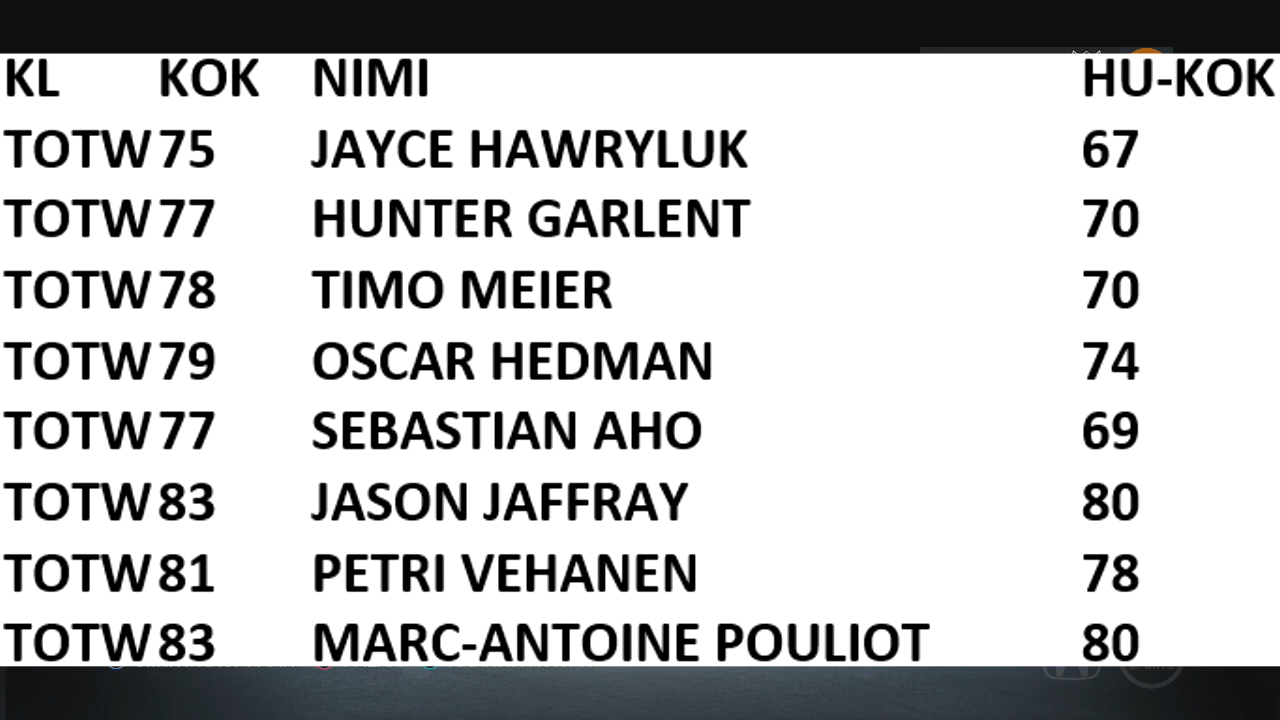 KL KOK NIMI HU-KOK
TOTW 75 JAYCE HAWRYLUK 67
TOTW 77 HUNTER GARLENT 70
TOTW 78 TIMO MEIER 70
TOTW 79 OSCAR HEDMAN 74
TOTW 77 SEBASTIAN AHO 69
TOTW 83 JASON JAFFRAY 80
TOTW 81 PETRI VEHANEN 78
TOTW 83 MARC-ANTOINE POULIOT 80